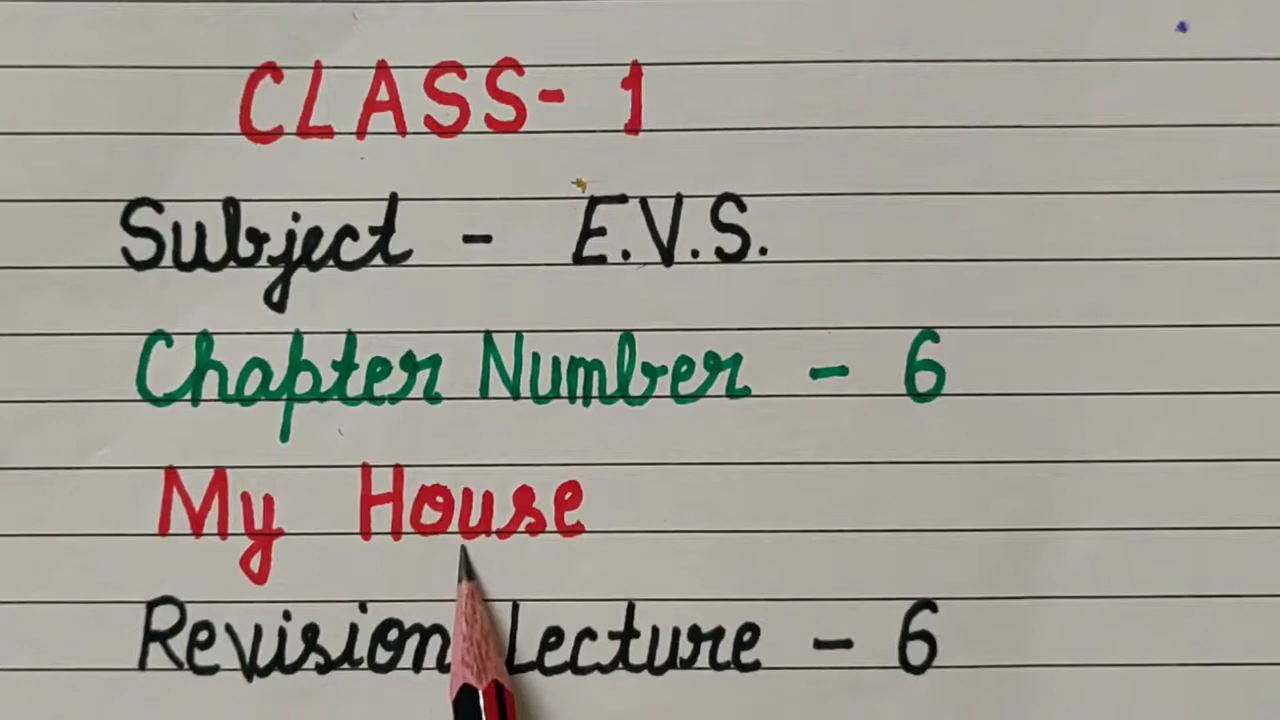 CLASS- 1
Subject - E.V.S.
Chapter Number - 6
My House
Revision Lecture - 6